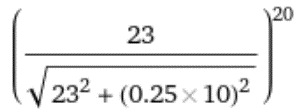 (23 / √(23² + (0.25×10)²))²⁰